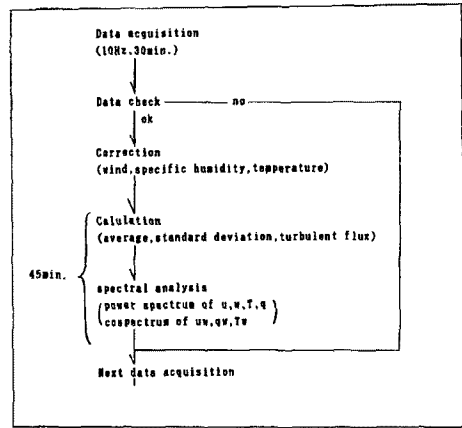 Data acquisition
(10Hz,30min.)
Data check no
ok
Correction
(wind,specific humidity,temperature)
Calulation
(average,standard deviation,turbulent flux)
45min.
spectral analysis
(power spectrum of u,w,T,q
cospectrum of uw,qw,Tw)
Next data acquisition